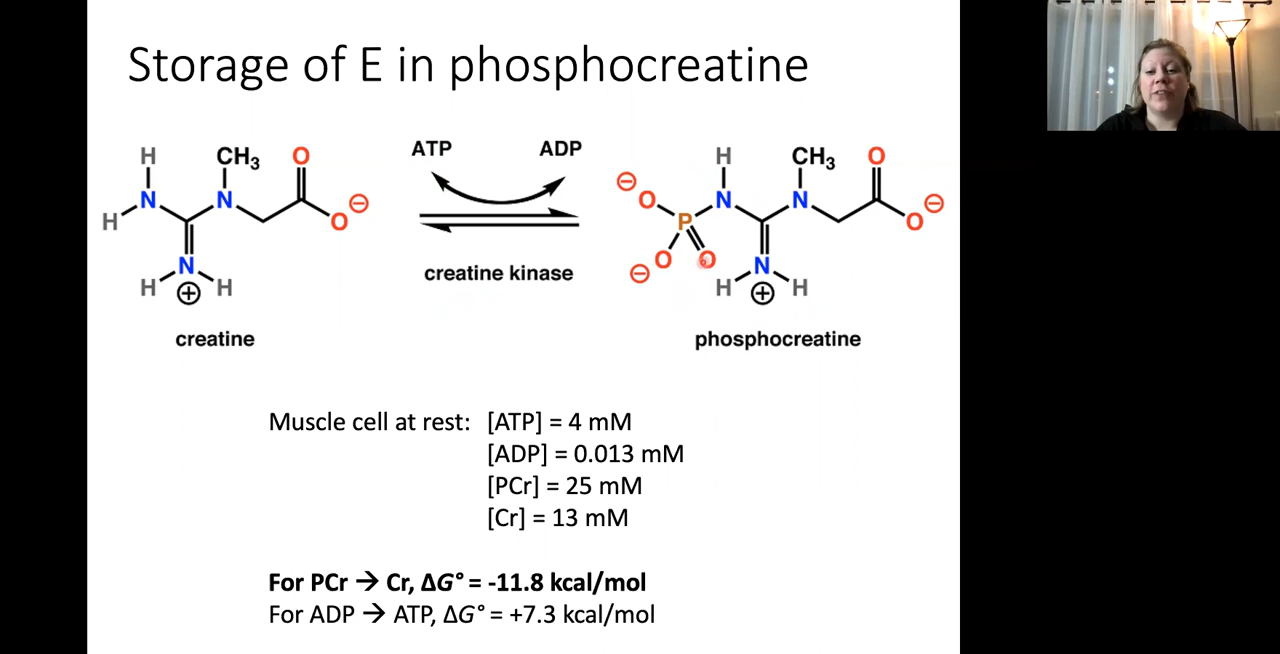 Storage of E in phosphocreatine
H CH3 O ATP ADP H CH3 O
⊖ O N N O ⊖ P N N O ⊖
H
N O O N
⊖ H ⊕ H creatine kinase H ⊕ H
creatine phosphocreatine
Muscle cell at rest: [ATP] = 4 mM
[ADP] = 0.013 mM
[PCr] = 25 mM
[Cr] = 13 mM
For PCr → Cr, ΔG° = -11.8 kcal/mol
For ADP → ATP, ΔG° = +7.3 kcal/mol